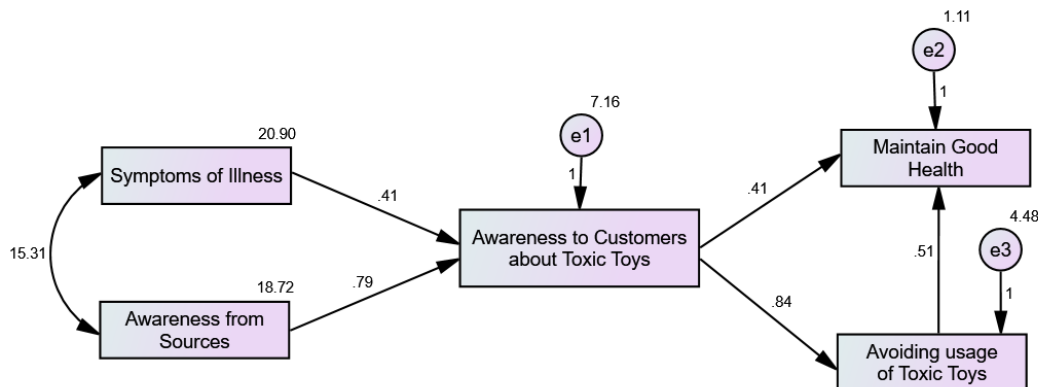 1.11
e2
7.16
1
20.90
e1
Maintain Good
Health
Symptoms of Illness
1
.41
.41
4.48
Awareness to Customers
about Toxic Toys
e3
15.31
.51
18.72
.79
1
.84
Awareness from
Sources
Avoiding usage
of Toxic Toys